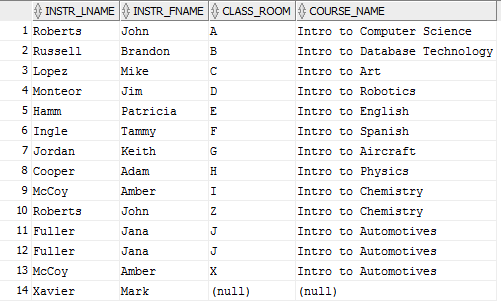 INSTR_LNAME INSTR_FNAME CLASS_ROOM COURSE_NAME
1 Roberts John A Intro to Computer Science
2 Russell Brandon B Intro to Database Technology
3 Lopez Mike C Intro to Art
4 Monteor Jim D Intro to Robotics
5 Hamm Patricia E Intro to English
6 Ingle Tammy F Intro to Spanish
7 Jordan Keith G Intro to Aircraft
8 Cooper Adam H Intro to Physics
9 McCoy Amber I Intro to Chemistry
10 Roberts John Z Intro to Chemistry
11 Fuller Jana J Intro to Automotives
12 Fuller Jana J Intro to Automotives
13 McCoy Amber X Intro to Automotives
14 Xavier Mark (null) (null)